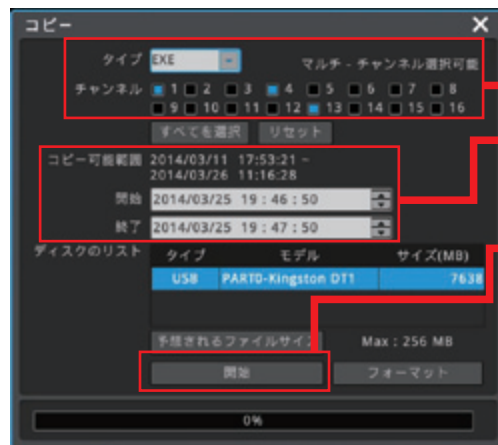 コピー X
タイプ EXE マルチ - チャンネル選択可能
チャンネル 1 2 3 4 5 6 7 8
9 10 11 12 13 14 15 16
すべてを選択 リセット
コピー可能範囲 2014/03/11 17:53:21 ~
2014/03/26 11:16:28
開始 2014/03/25 19 : 46 : 50
終了 2014/03/25 19 : 47 : 50
ディスクのリスト タイプ モデル サイズ(MB)
USB PART0-Kingston DT1 7638
予想されるファイルサイズ Max : 256 MB
開始 フォーマット
0%